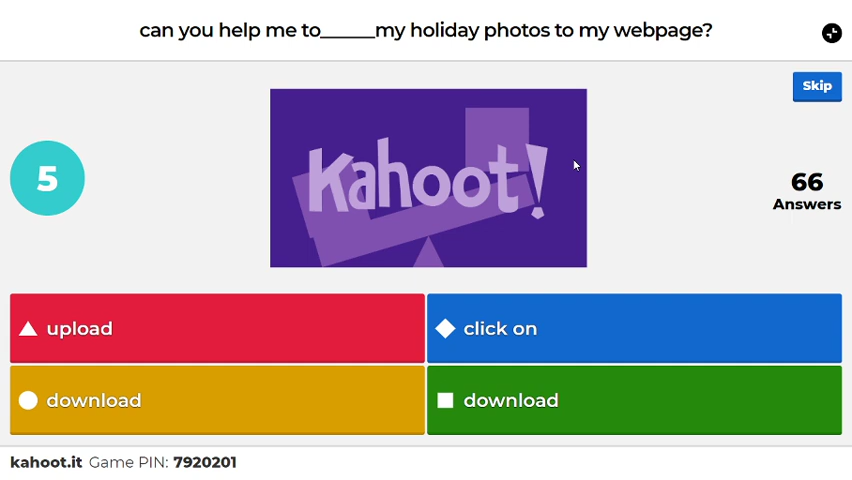 can you help me to______my holiday photos to my webpage?
Skip
5
Kahoot!
66
Answers
upload
click on
download
download
kahoot.it Game PIN: 7920201